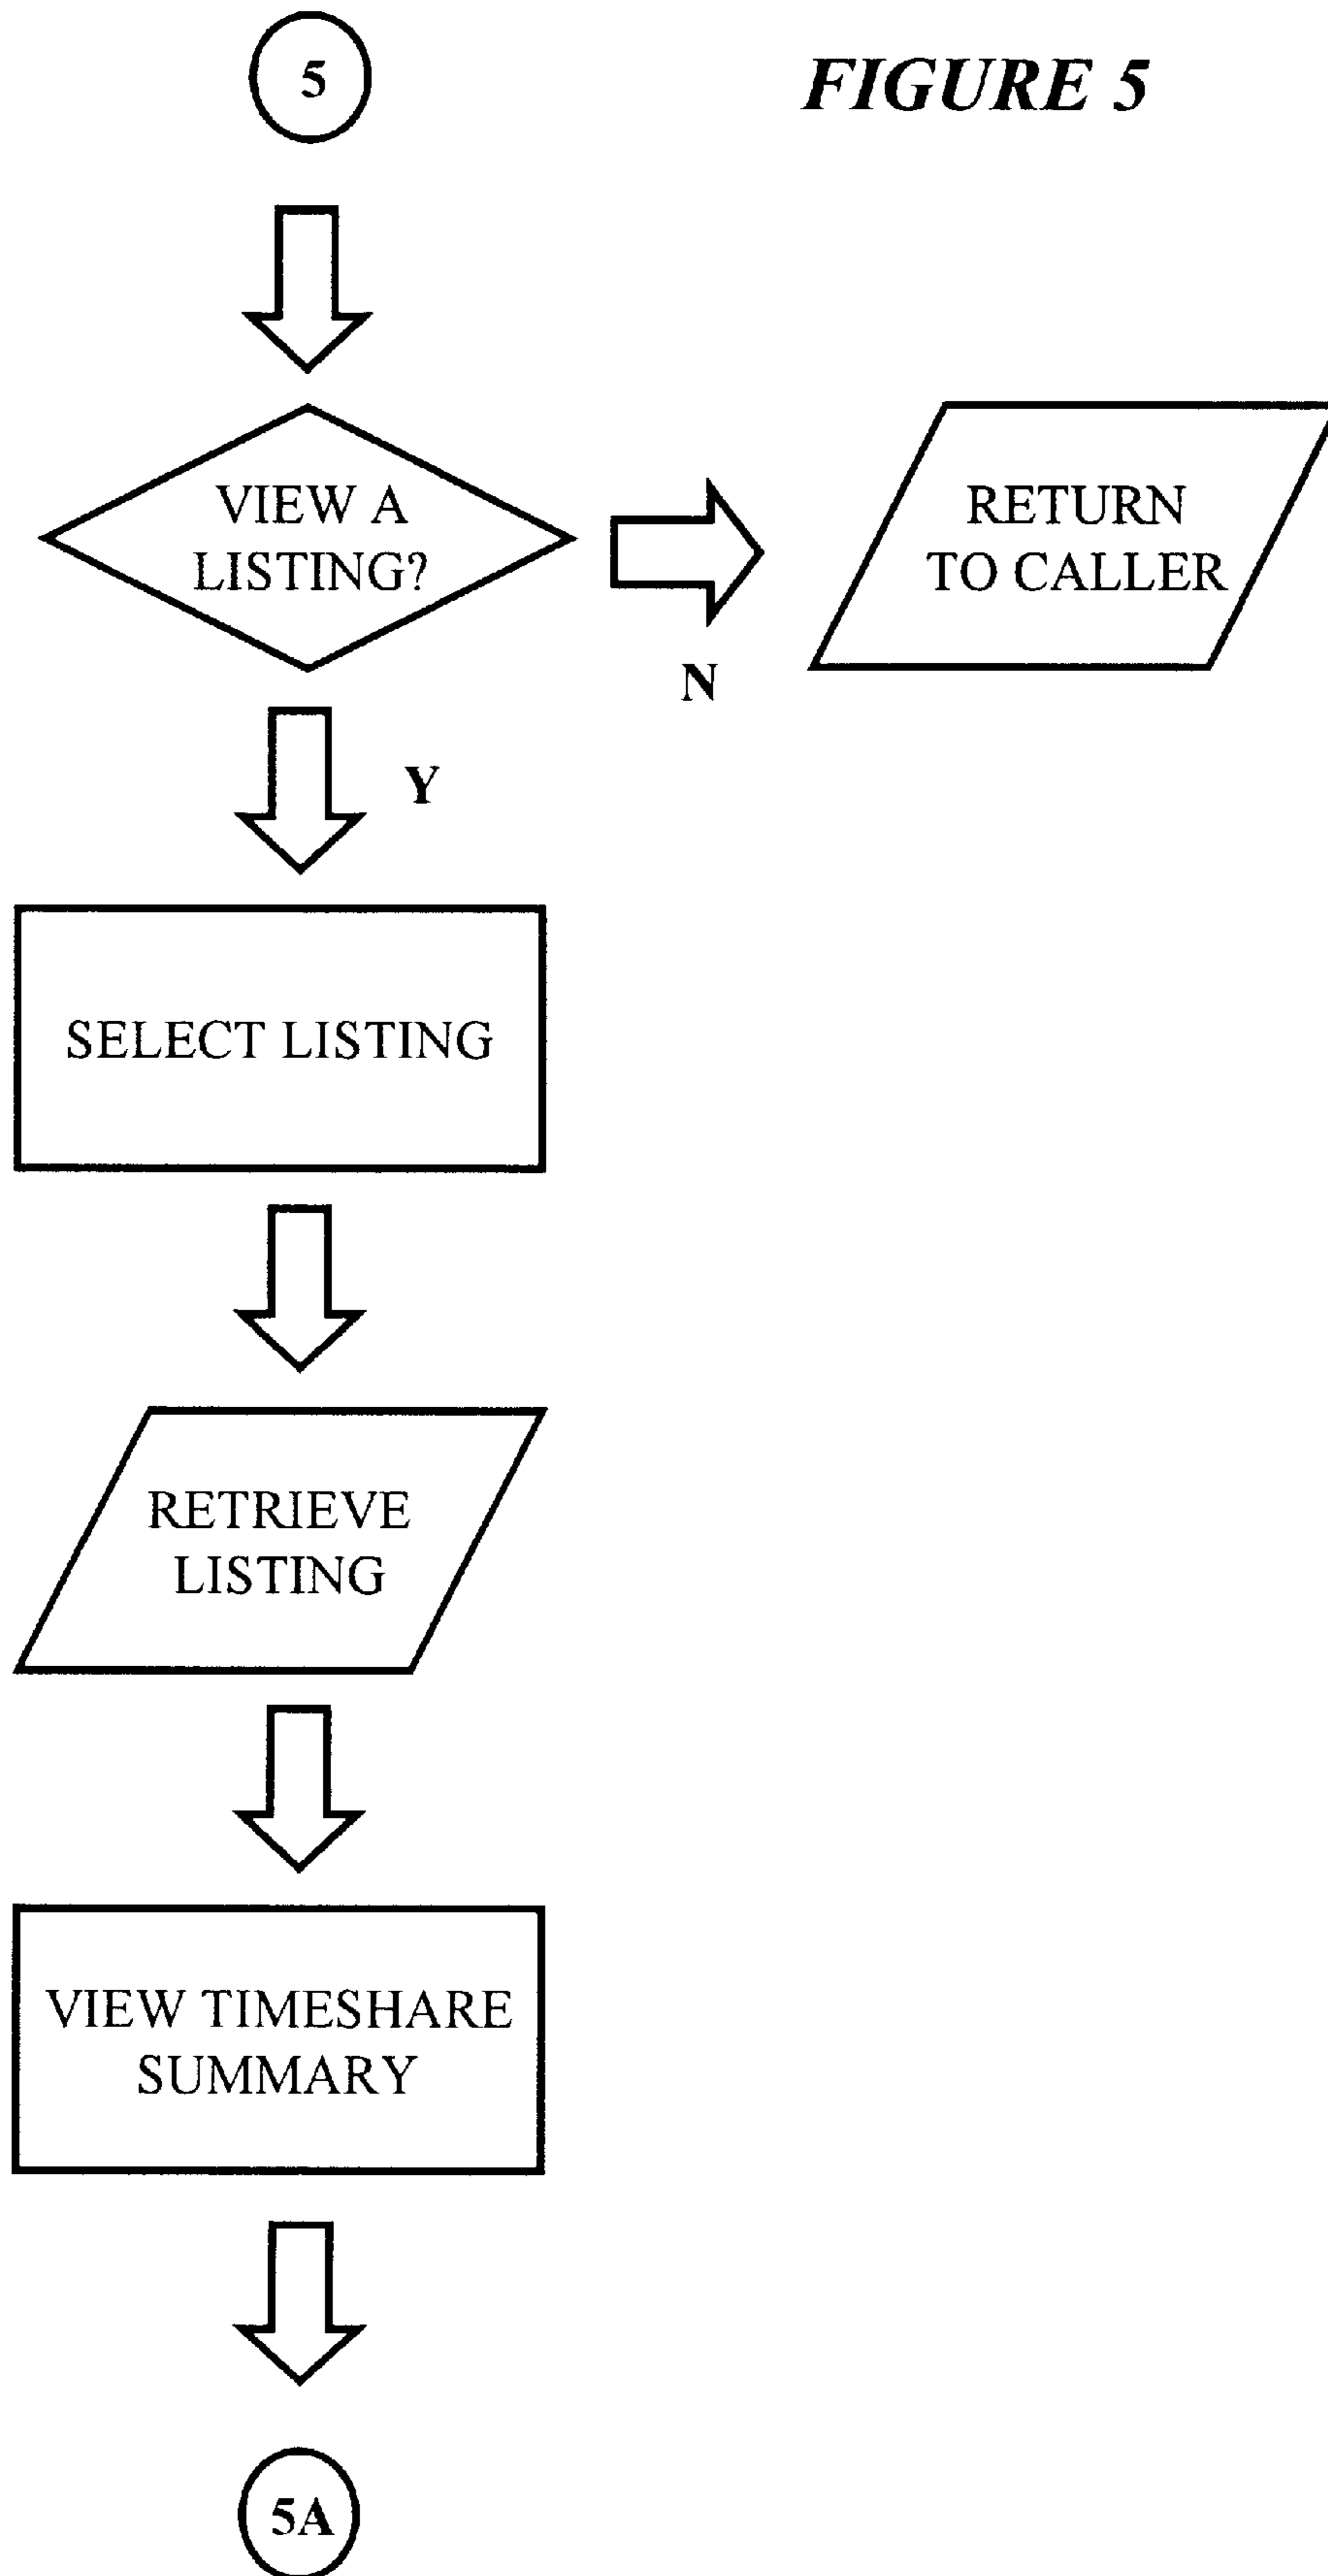 5
FIGURE 5
VIEW A
LISTING?
RETURN
TO CALLER
N
Y
SELECT LISTING
RETRIEVE
LISTING
VIEW TIMESHARE
SUMMARY
5A